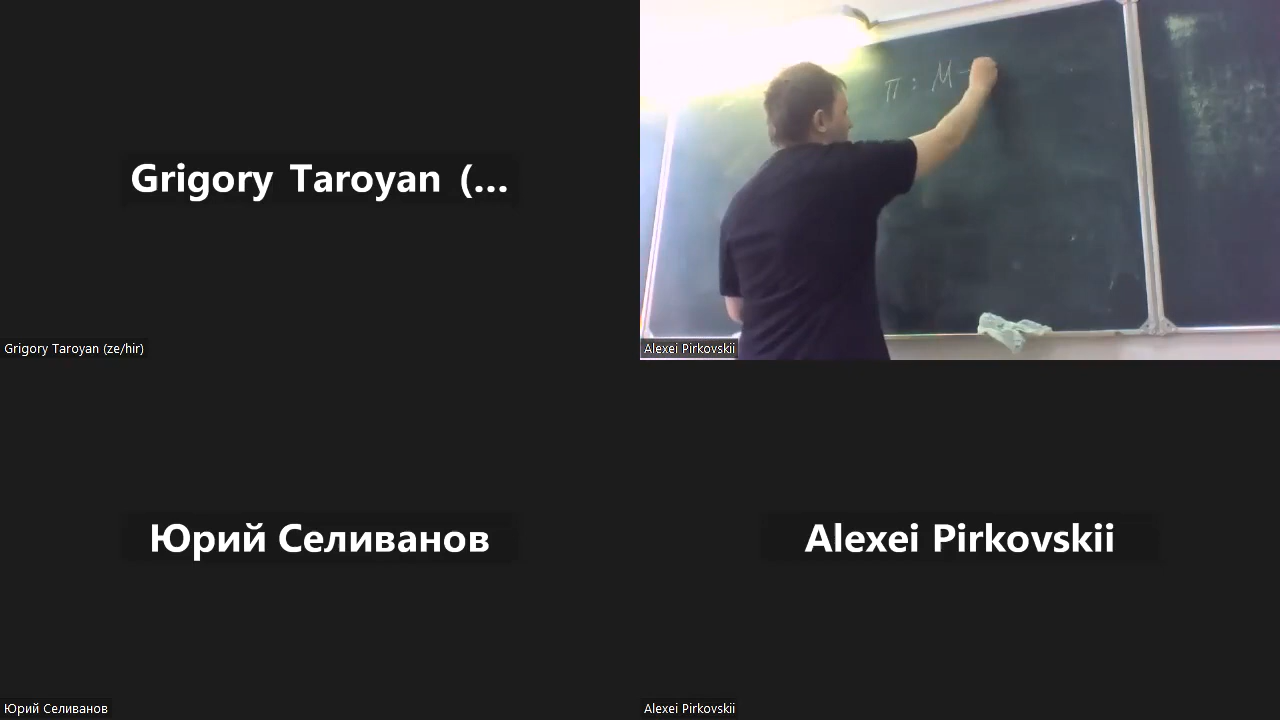 Grigory Taroyan (...
Grigory Taroyan (ze/hir)
π : M →
Alexei Pirkovskii
Юрий Селиванов
Юрий Селиванов
Alexei Pirkovskii
Alexei Pirkovskii